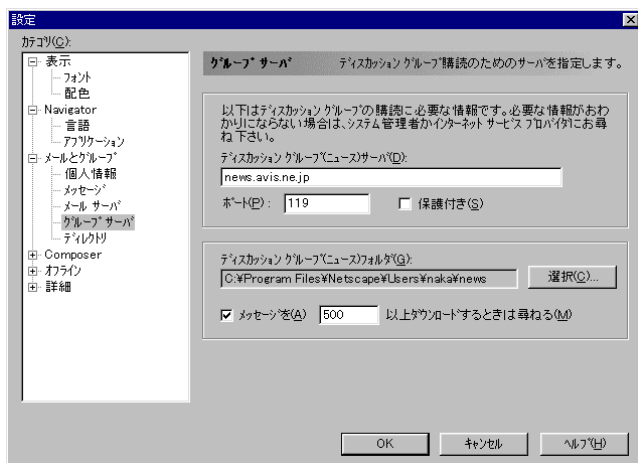 設定
カテゴリ(C):
表示
フォント
配色
Navigator
言語
アプリケーション
メールとグループ
個人情報
メッセージ
メール サーバ
グループ サーバ
ディレクトリ
Composer
オフライン
詳細
グループ サーバ ディスカッション グループ購読のためのサーバを指定します。
以下はディスカッション グループの購読に必要な情報です。必要な情報がおわ
かりにならない場合は、システム管理者かインターネット サービス プロバイダにお尋
ね下さい。
ディスカッション グループ(ニュース)サーバ(D):
news.avis.ne.jp
ポート(P): 119 保護付き(S)
ディスカッション グループ(ニュース)フォルダ(G):
C:¥Program Files¥Netscape¥Users¥naka¥news 選択(C)...
メッセージを(A) 500 以上ダウンロードするときは尋ねる(M)
OK キャンセル ヘルプ(H)